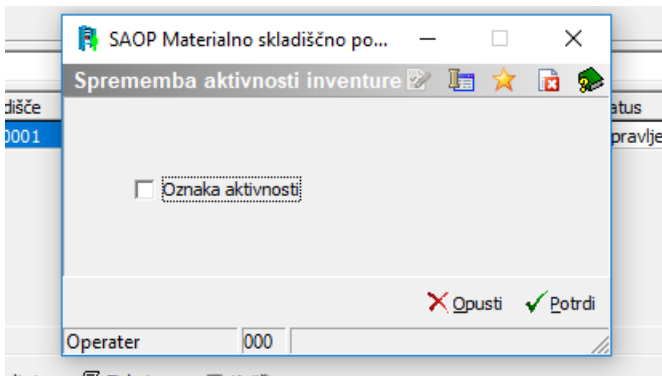 SAOP Materialno skladiščno po...
Sprememba aktivnosti inventure
dišče
atus
0001
pravlje
Oznaka aktivnosti
Opusti
Potrdi
Operater
000